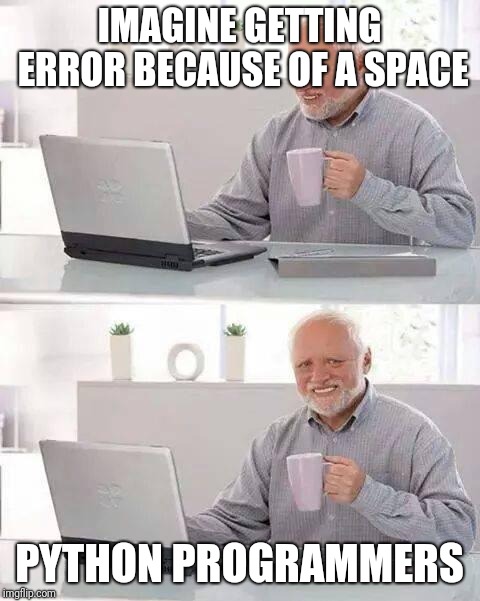 IMAGINE GETTING
ERROR BECAUSE OF A SPACE
PYTHON PROGRAMMERS
imgflip.com